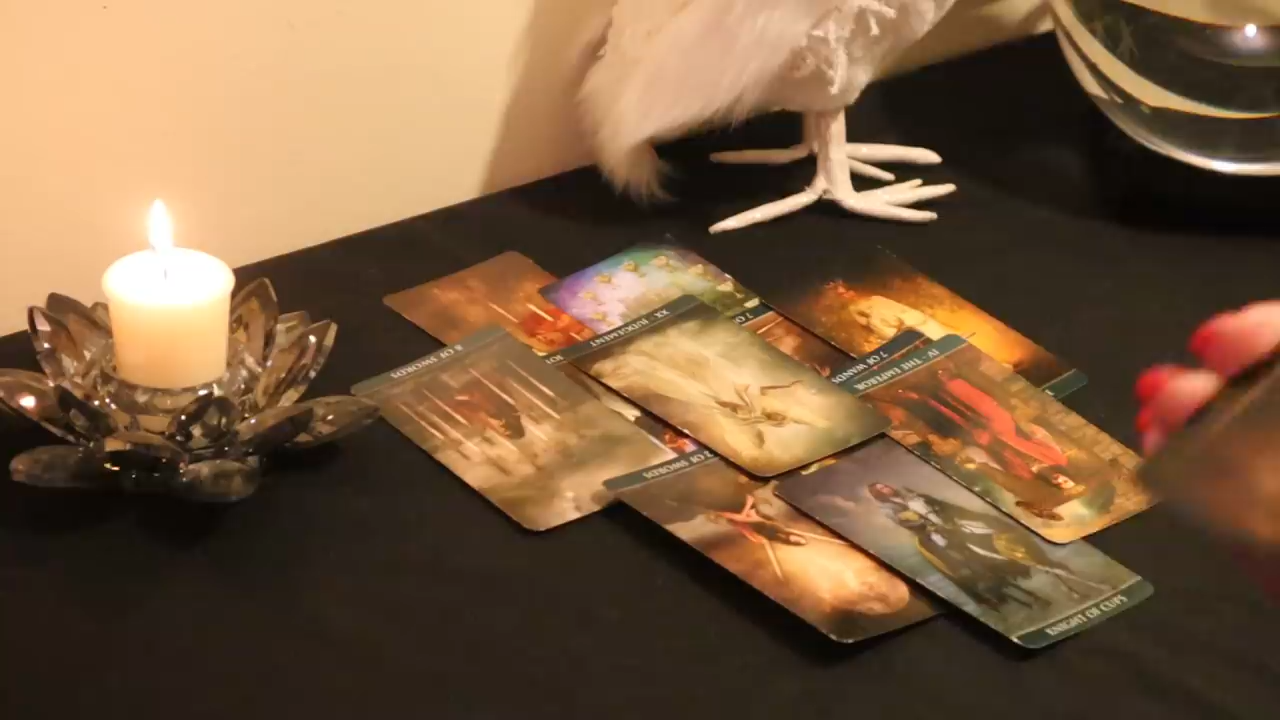 8 OF SWORDS
XX - JUDGEMENT
7 OF WANDS
IV - THE EMPEROR
2 OF SWORDS
KNIGHT OF CUPS